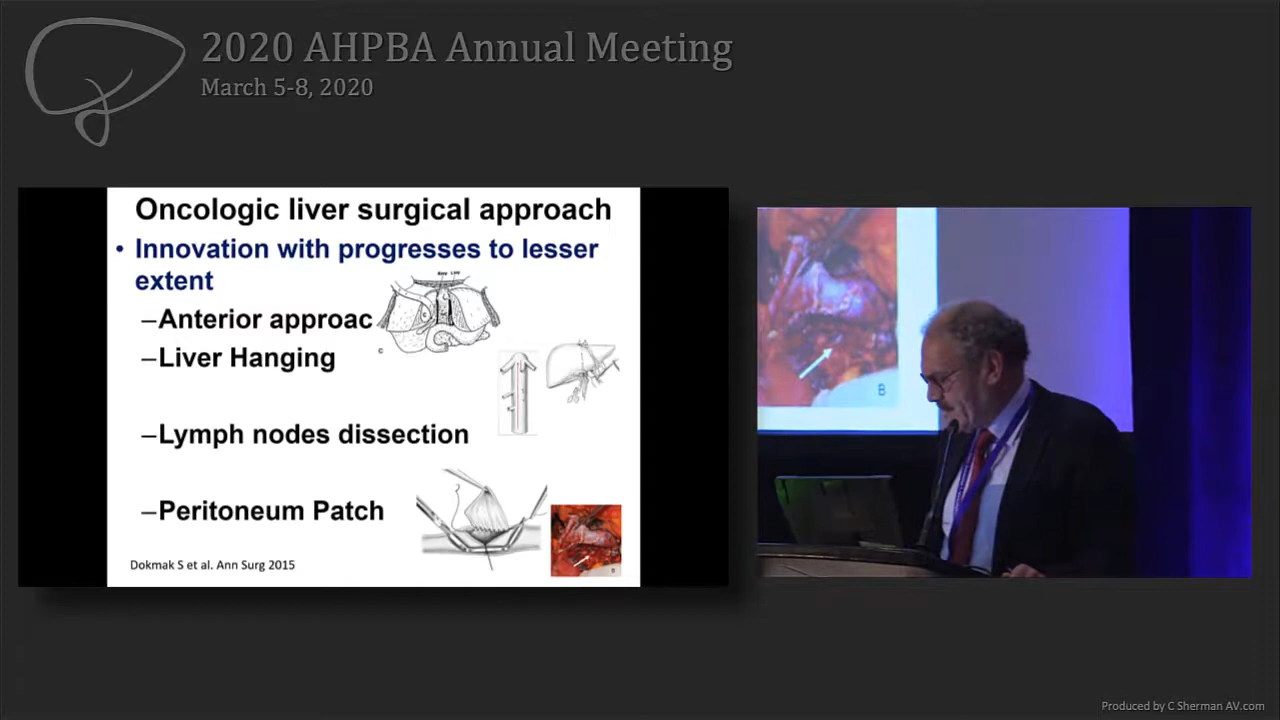 2020 AHPBA Annual Meeting
March 5-8, 2020
Oncologic liver surgical approach
• Innovation with progresses to lesser
extent
–Anterior approac
–Liver Hanging
–Lymph nodes dissection
–Peritoneum Patch
Dokmak S et al. Ann Surg 2015
C
B
B
Produced by C Sherman AV.com